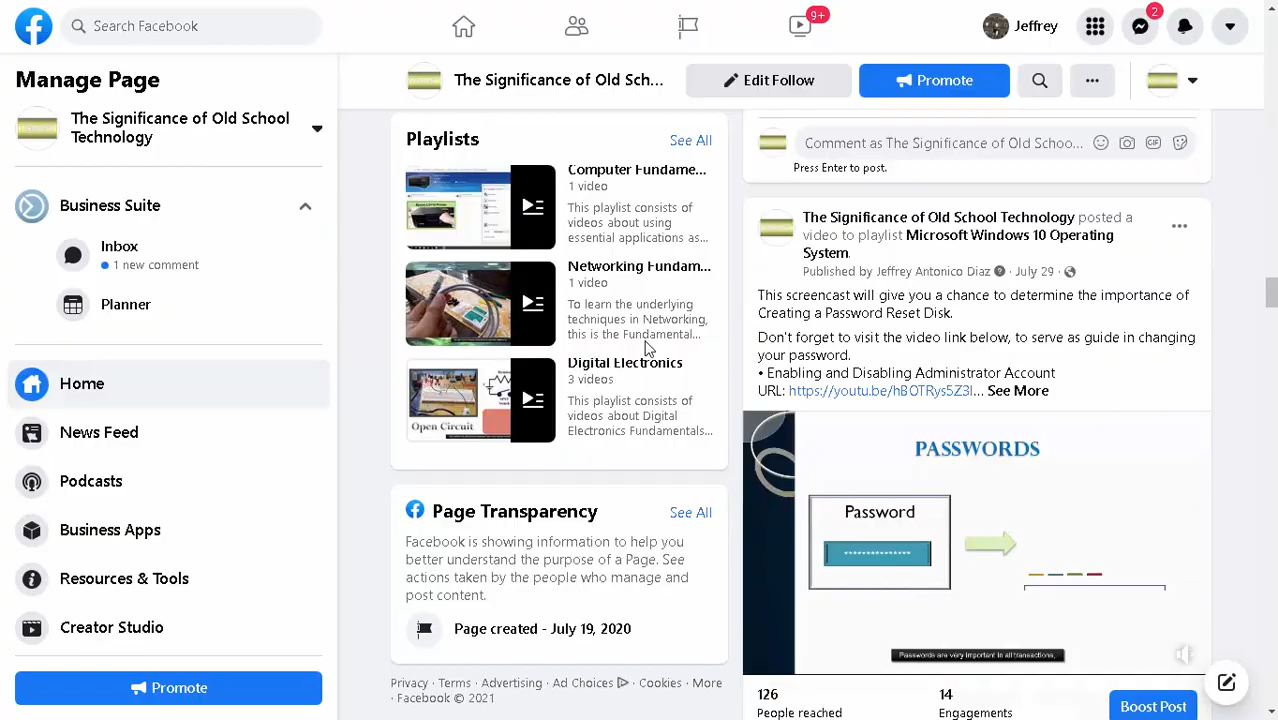 Search Facebook
9+
Jeffrey
2
Manage Page
The Significance of Old School
Technology
Business Suite
Inbox
1 new comment
Planner
Home
News Feed
Podcasts
Business Apps
Resources & Tools
Creator Studio
Promote
The Significance of Old Sch...
Edit Follow
Promote
Playlists
See All
Computer Fundame...
1 video
This playlist consists of
videos about using
essential applications as...
Networking Fundam...
1 video
To learn the underlying
techniques in Networking,
this is the Fundamental...
Open Circuit
Digital Electronics
3 videos
This playlist consists of
videos about Digital
Electronics Fundamentals...
Page Transparency
See All
Facebook is showing information to help you
better understand the purpose of a Page. See
actions taken by the people who manage and
post content.
Page created - July 19, 2020
Privacy · Terms · Advertising · Ad Choices · Cookies · More
· Facebook © 2021
Comment as The Significance of Old Schoo...
GIF
Press Enter to post.
The Significance of Old School Technology posted a
video to playlist Microsoft Windows 10 Operating
System.
Published by Jeffrey Antonico Diaz · July 29 ·
This screencast will give you a chance to determine the importance of
Creating a Password Reset Disk.
Don't forget to visit the video link below, to serve as guide in changing
your password.
• Enabling and Disabling Administrator Account
URL: https://youtu.be/hBOTRys5Z3I... See More
PASSWORDS
Password
***************
Passwords are very important in all transactions,
126
People reached
14
Engagements
Boost Post